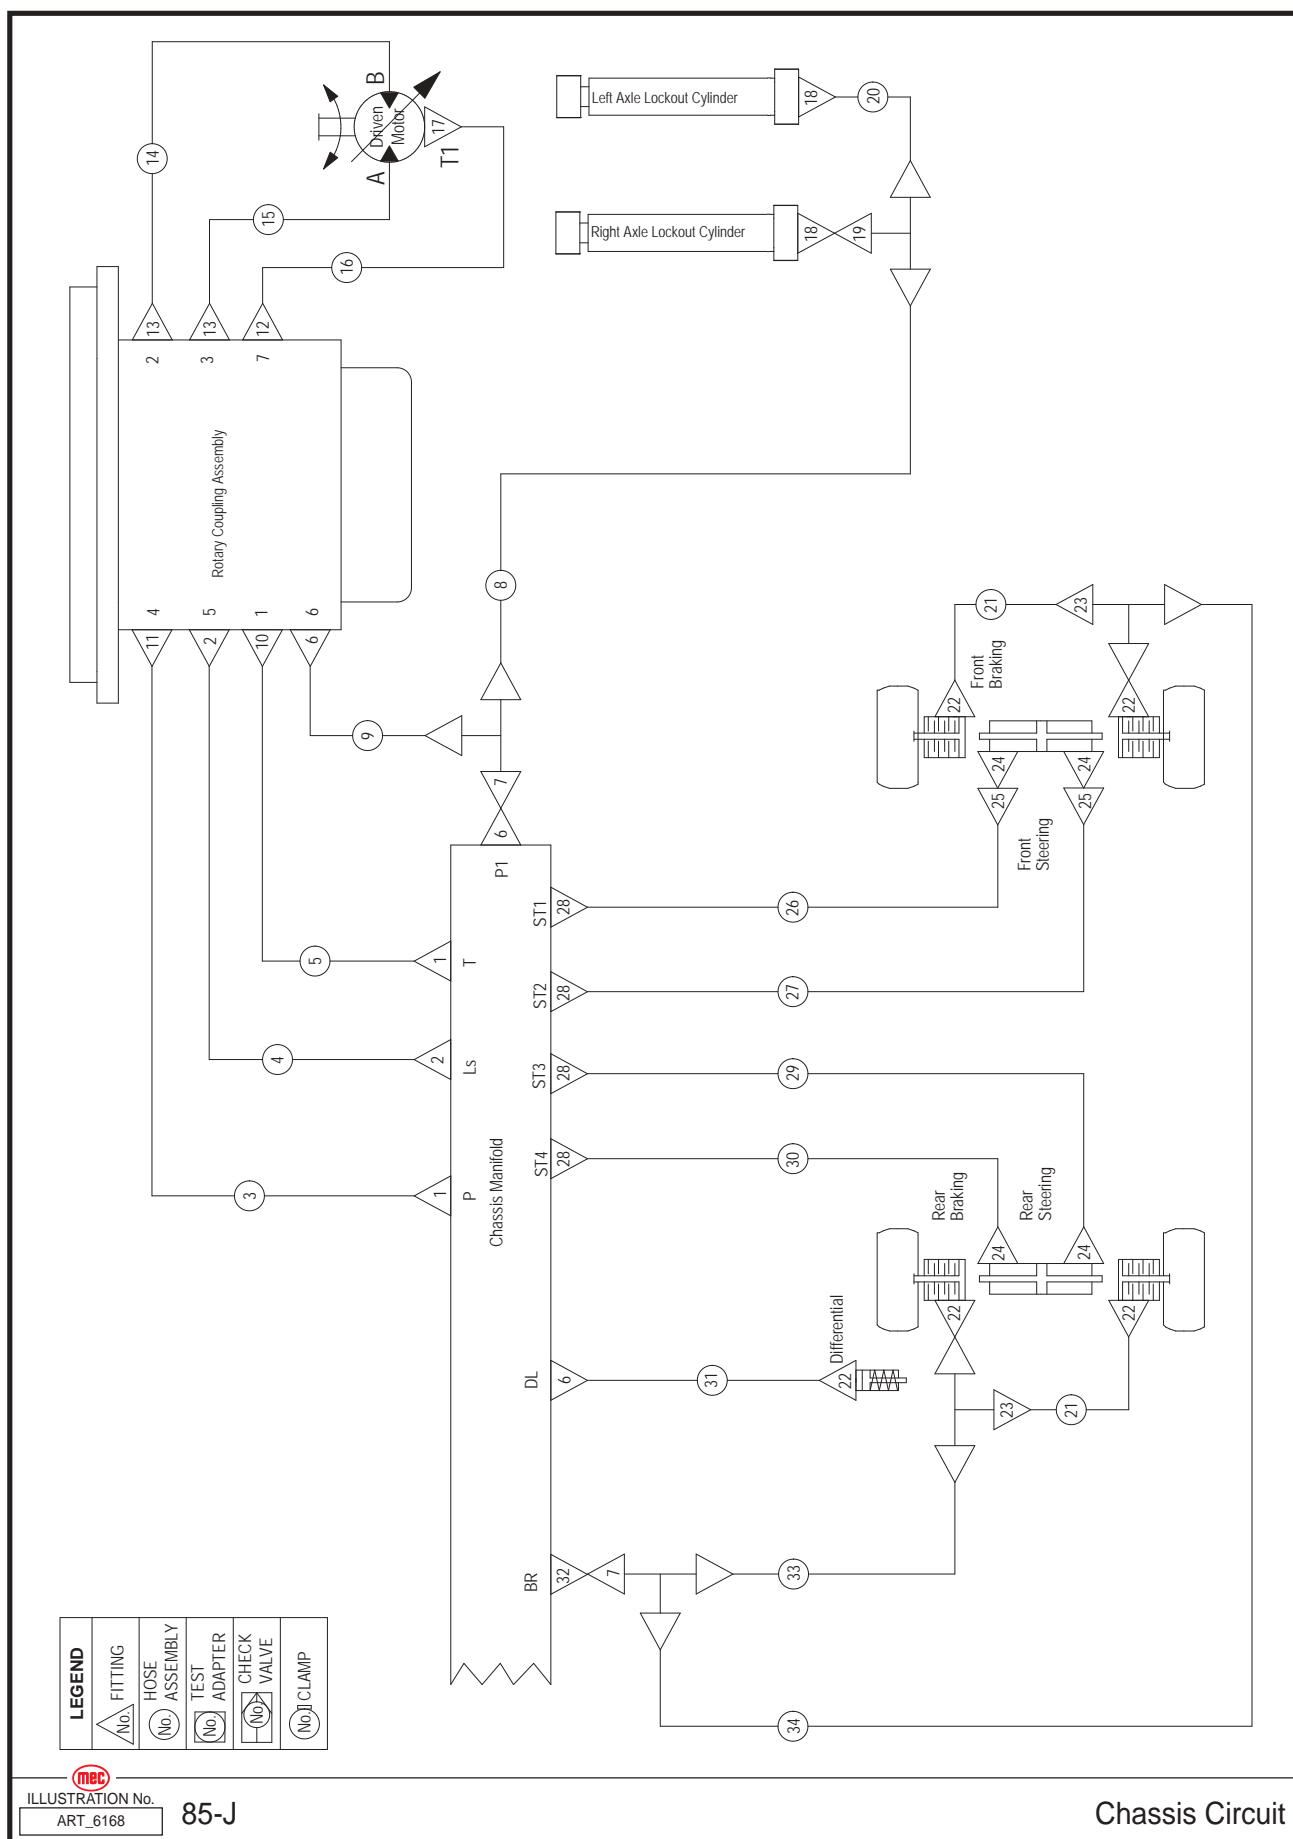 14
B
A
Driven
Motor
17
T1
15
16
Left Axle Lockout Cylinder
18
20
Right Axle Lockout Cylinder
18
19
13
13
12
2
3
7
Rotary Coupling Assembly
4
5
1
6
11
2
10
6
9
8
7
6
P1
5
1
T
4
2
Ls
3
1
P
Chassis Manifold
ST1
28
26
ST2
28
27
ST3
28
29
ST4
28
30
21
23
Front
Braking
22
22
24
24
25
25
Front
Steering
Rear
Braking
Rear
Steering
24
24
22
22
Differential
22
DL
6
31
23
21
BR
32
7
33
34
LEGEND
No. FITTING
No. HOSE
ASSEMBLY
No. TEST
ADAPTER
No. CHECK
VALVE
No. CLAMP
mec
ILLUSTRATION No.
ART_6168
85-J
Chassis Circuit